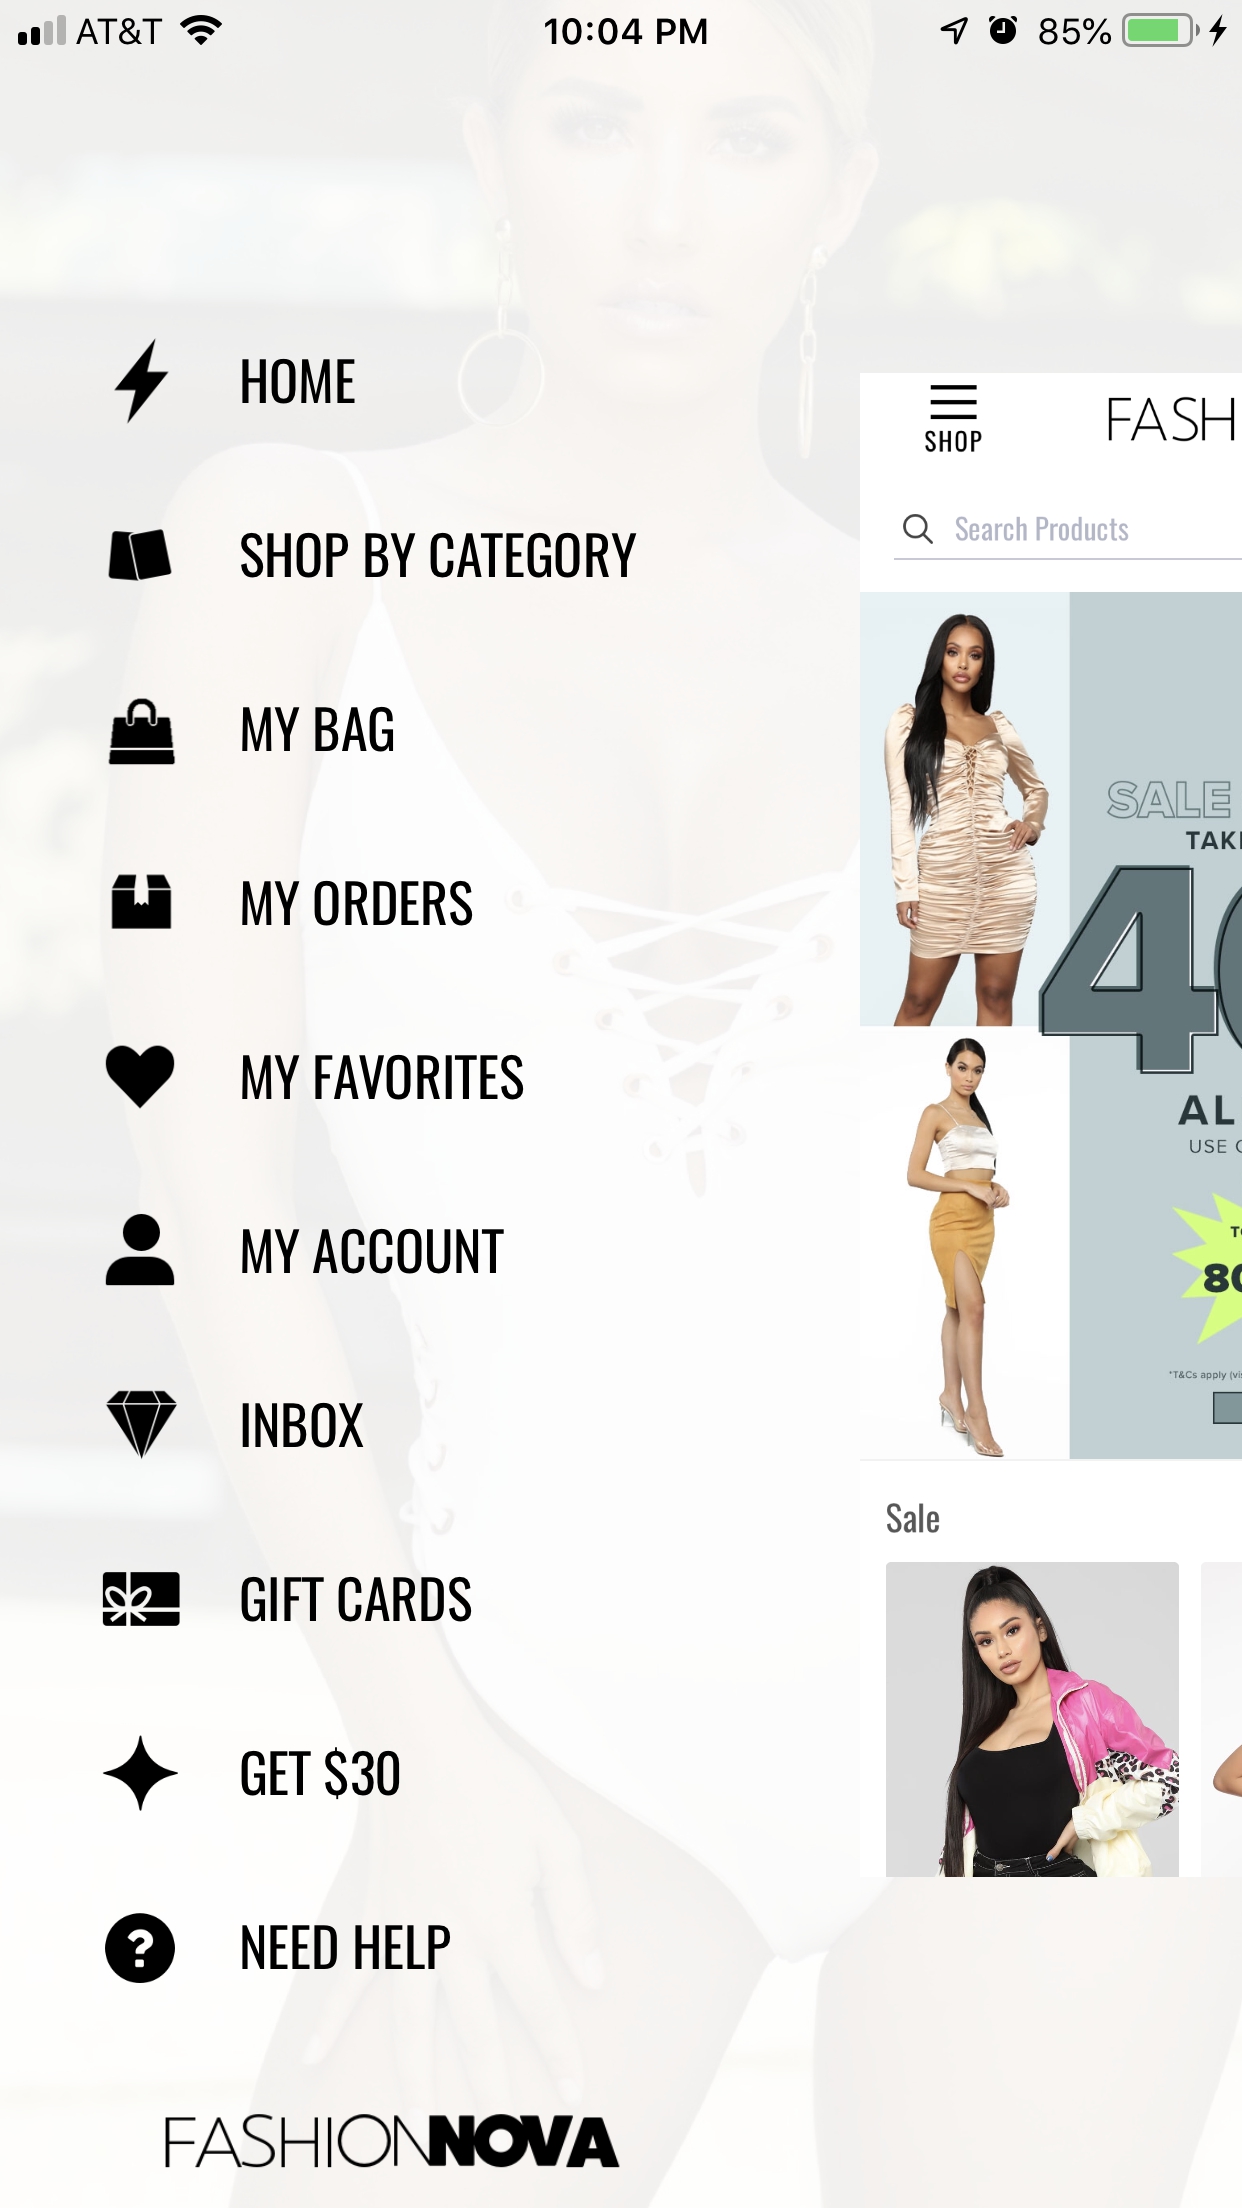 AT&T
10:04 PM
85%
HOME
SHOP BY CATEGORY
MY BAG
MY ORDERS
MY FAVORITES
MY ACCOUNT
INBOX
GIFT CARDS
GET $30
NEED HELP
FASHIONNOVA
SHOP
FASH
Search Products
SALE
TAK
4
AL
USE
80
*T&Cs apply
Sale